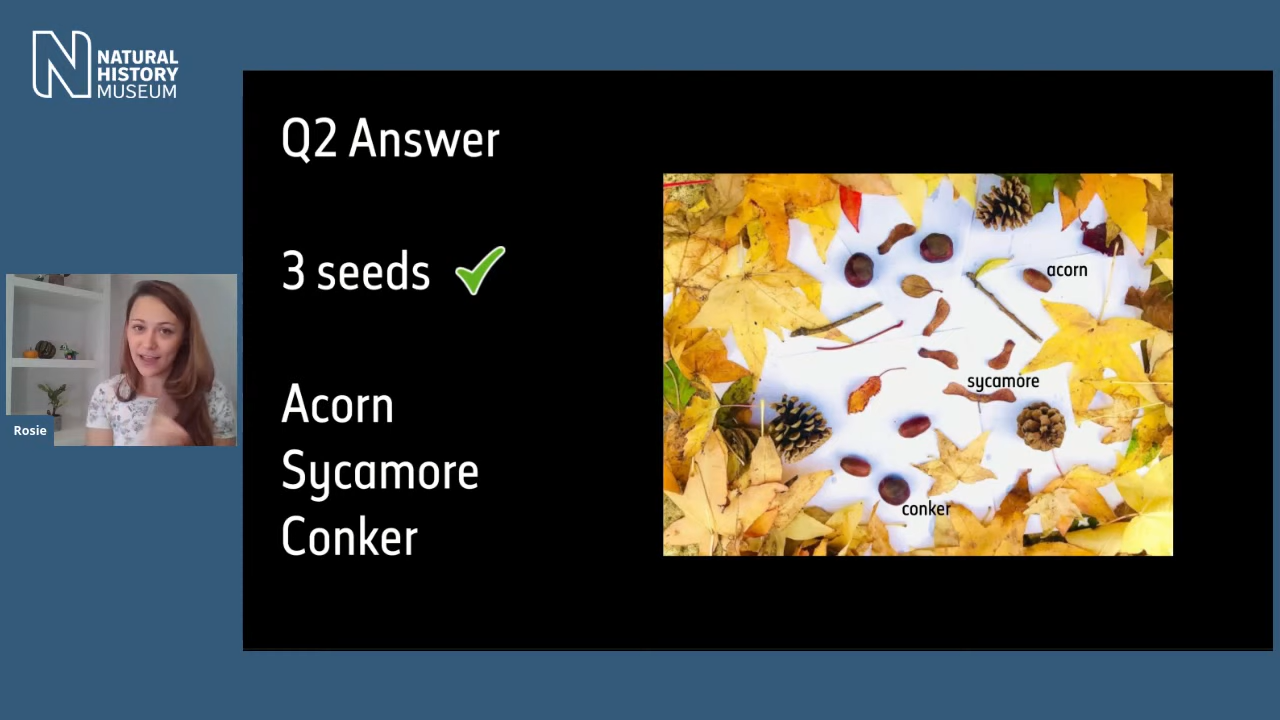 NATURAL
HISTORY
MUSEUM
Q2 Answer
3 seeds
Acorn
Sycamore
Conker
acorn
sycamore
conker
Rosie